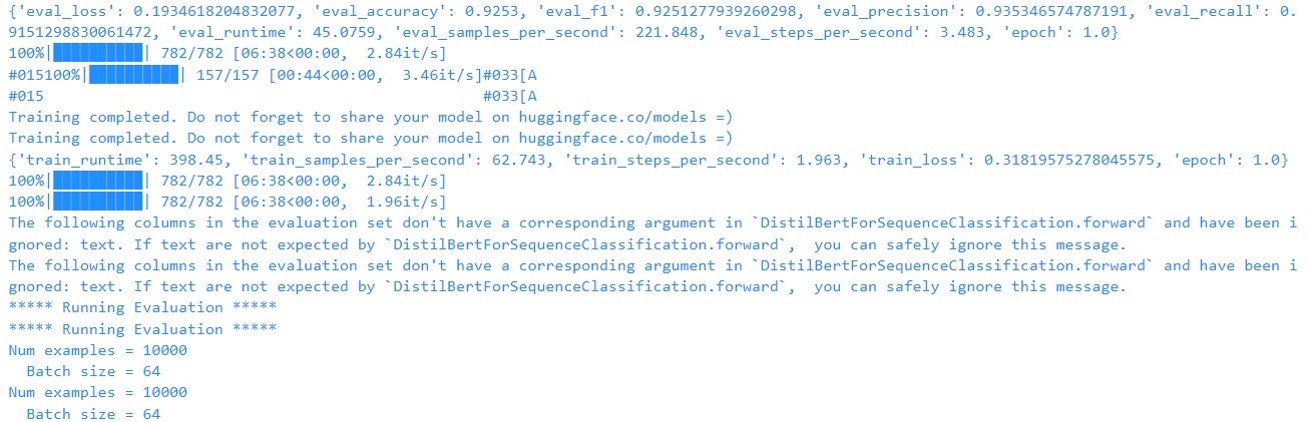 {'eval_loss': 0.1934618204832077, 'eval_accuracy': 0.9253, 'eval_f1': 0.9251277939260298, 'eval_precision': 0.935346574787191, 'eval_recall': 0.
9151298830061472, 'eval_runtime': 45.0759, 'eval_samples_per_second': 221.848, 'eval_steps_per_second': 3.483, 'epoch': 1.0}
100%|██████████| 782/782 [06:38<00:00,  2.84it/s]
#015100%|██████████| 157/157 [00:44<00:00,  3.46it/s]#033[A
#015                                                 #033[A
Training completed. Do not forget to share your model on huggingface.co/models =)
Training completed. Do not forget to share your model on huggingface.co/models =)
{'train_runtime': 398.45, 'train_samples_per_second': 62.743, 'train_steps_per_second': 1.963, 'train_loss': 0.31819575278045575, 'epoch': 1.0}
100%|██████████| 782/782 [06:38<00:00,  2.84it/s]
100%|██████████| 782/782 [06:38<00:00,  1.96it/s]
The following columns in the evaluation set don't have a corresponding argument in `DistilBertForSequenceClassification.forward` and have been i
gnored: text. If text are not expected by `DistilBertForSequenceClassification.forward`,  you can safely ignore this message.
The following columns in the evaluation set don't have a corresponding argument in `DistilBertForSequenceClassification.forward` and have been i
gnored: text. If text are not expected by `DistilBertForSequenceClassification.forward`,  you can safely ignore this message.
***** Running Evaluation *****
***** Running Evaluation *****
Num examples = 10000
  Batch size = 64
Num examples = 10000
  Batch size = 64